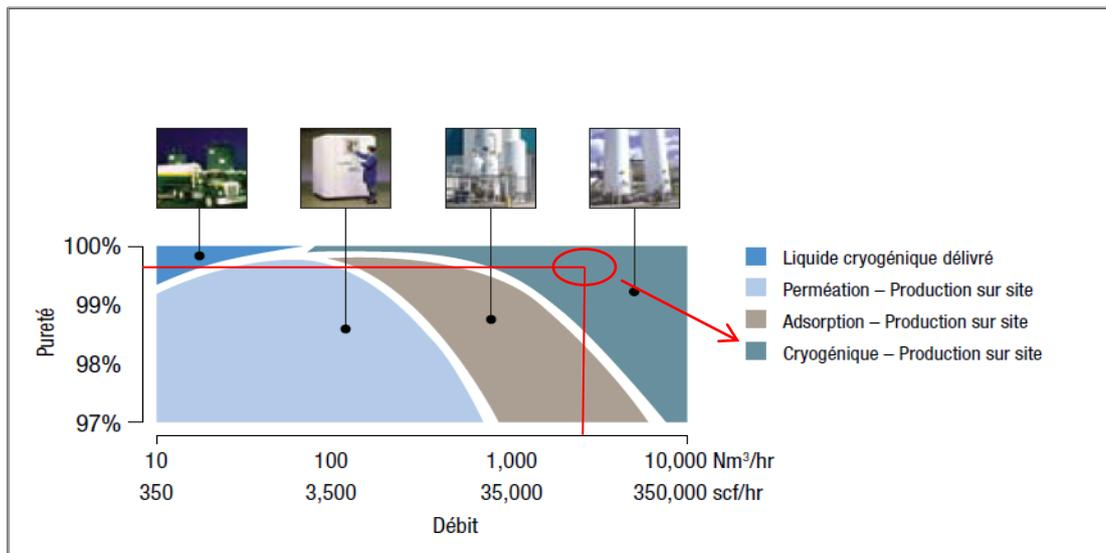 100%
99%
98%
97%
Pureté
10
100
1,000
10,000 Nm³/hr
350
3,500
35,000
350,000 scf/hr
Débit
Liquide cryogénique délivré
Perméation – Production sur site
Adsorption – Production sur site
Cryogénique – Production sur site